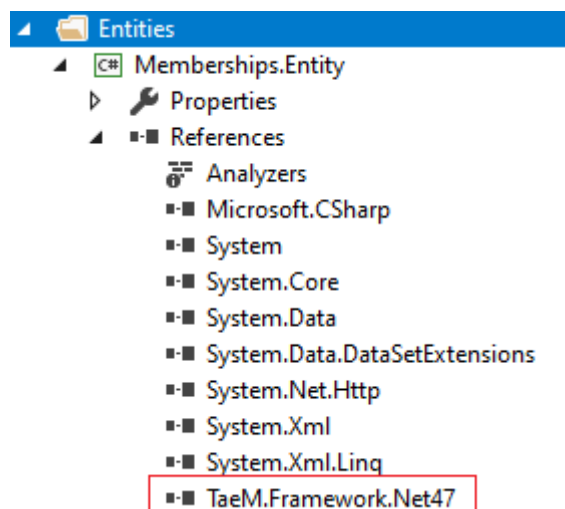 Entities
C# Memberships.Entity
Properties
References
Analyzers
Microsoft.CSharp
System
System.Core
System.Data
System.Data.DataSetExtensions
System.Net.Http
System.Xml
System.Xml.Linq
TaeM.Framework.Net47